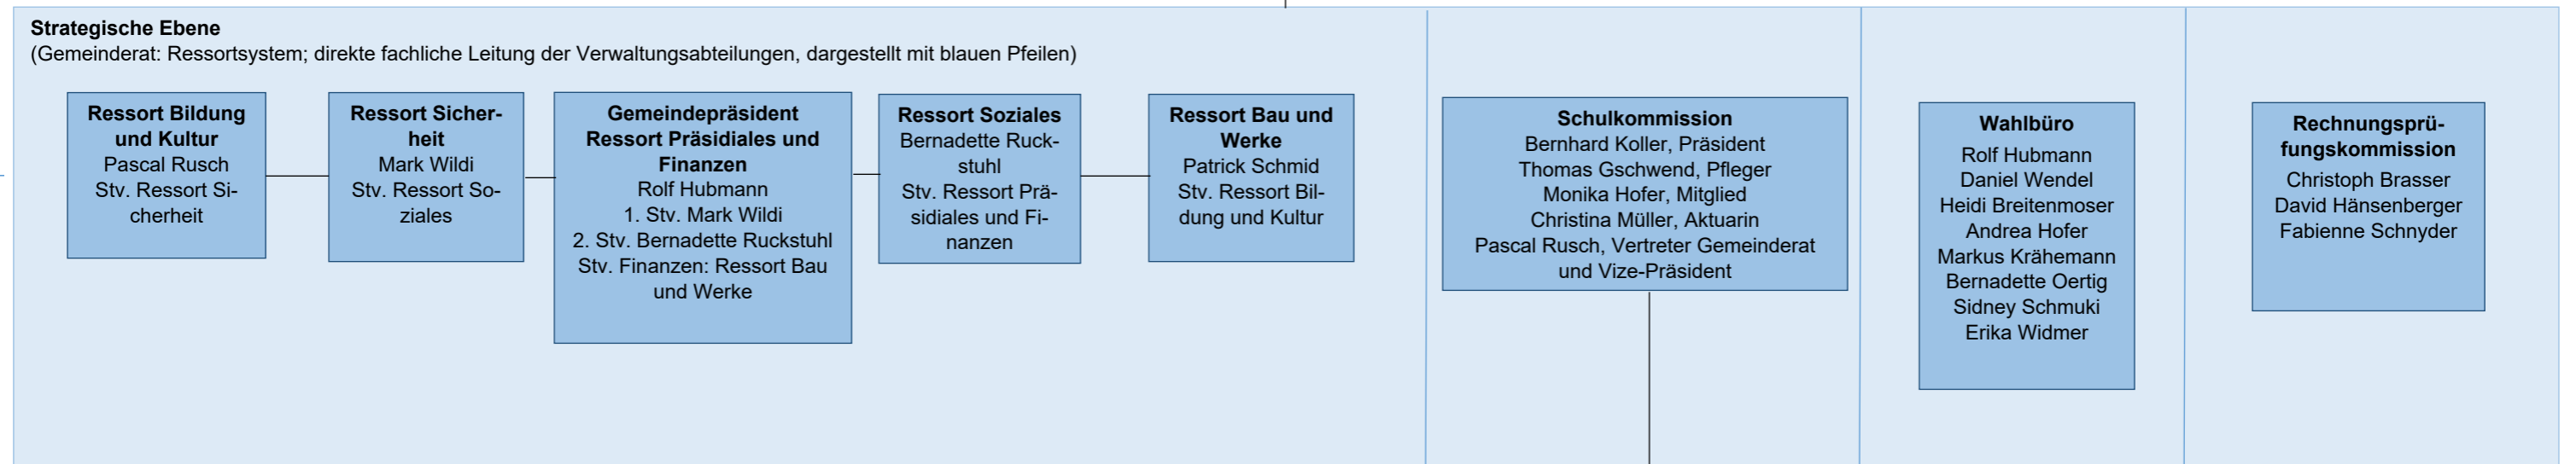 Strategische Ebene
(Gemeinderat: Ressortsystem; direkte fachliche Leitung der Verwaltungsabteilungen, dargestellt mit blauen Pfeilen)
Ressort Bildung
und Kultur
Pascal Rusch
Stv. Ressort Si-
cherheit
Ressort Sicher-
heit
Mark Wildi
Stv. Ressort So-
ziales
Gemeindepräsident
Ressort Präsidiales und
Finanzen
Rolf Hubmann
1. Stv. Mark Wildi
2. Stv. Bernadette Ruckstuhl
Stv. Finanzen: Ressort Bau
und Werke
Ressort Soziales
Bernadette Ruck-
stuhl
Stv. Ressort Prä-
sidiales und Fi-
nanzen
Ressort Bau und
Werke
Patrick Schmid
Stv. Ressort Bil-
dung und Kultur
Schulkommission
Bernhard Koller, Präsident
Thomas Gschwend, Pfleger
Monika Hofer, Mitglied
Christina Müller, Aktuarin
Pascal Rusch, Vertreter Gemeinderat
und Vize-Präsident
Wahlbüro
Rolf Hubmann
Daniel Wendel
Heidi Breitenmoser
Andrea Hofer
Markus Krähemann
Bernadette Oertig
Sidney Schmuki
Erika Widmer
Rechnungsprü-
fungskommission
Christoph Brasser
David Hänsenberger
Fabienne Schnyder